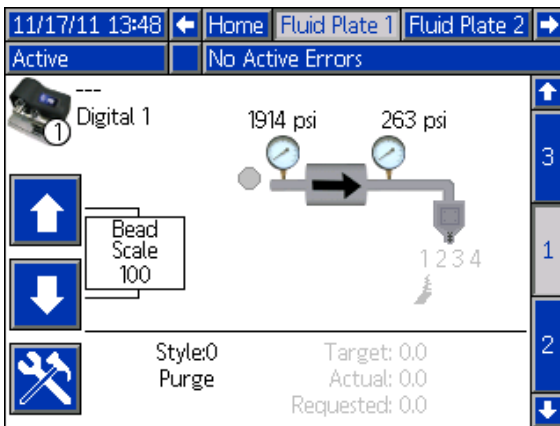 11/17/11 13:48 Home Fluid Plate 1 Fluid Plate 2
Active No Active Errors
---
1 Digital 1
1914 psi 263 psi
3
Bead
Scale
100
1 2 3 4
1
Style:0 Target: 0.0
2
Purge Actual: 0.0
Requested: 0.0